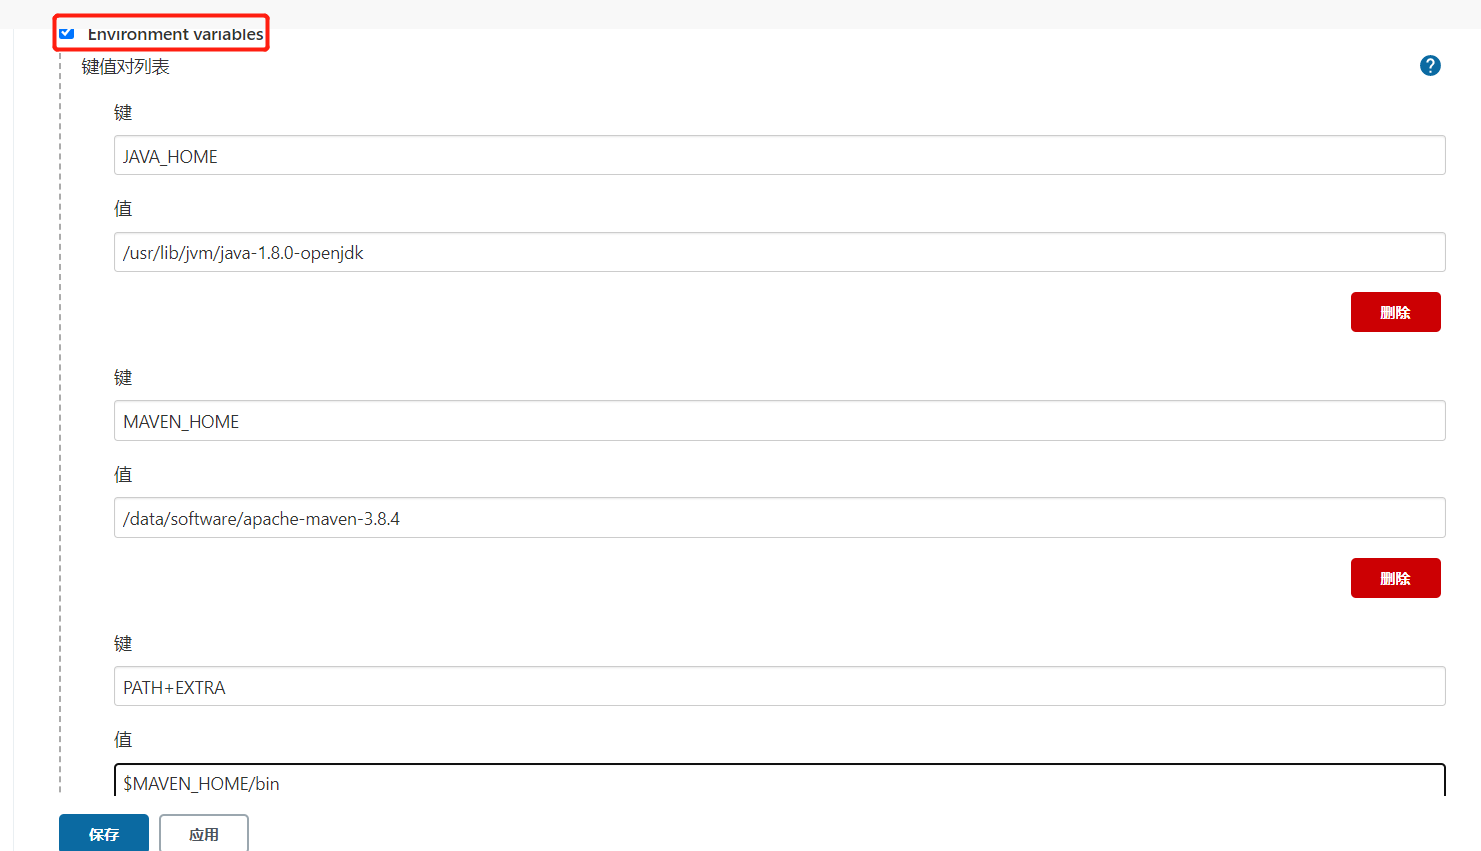 Environment variables
键值对列表
?
键
JAVA_HOME
值
/usr/lib/jvm/java-1.8.0-openjdk
删除
键
MAVEN_HOME
值
/data/software/apache-maven-3.8.4
删除
键
PATH+EXTRA
值
$MAVEN_HOME/bin
保存 应用